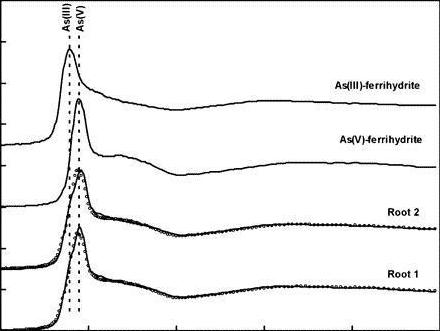 As(III)
As(V)
As(III)-ferrihydrite
As(V)-ferrihydrite
Root 2
Root 1